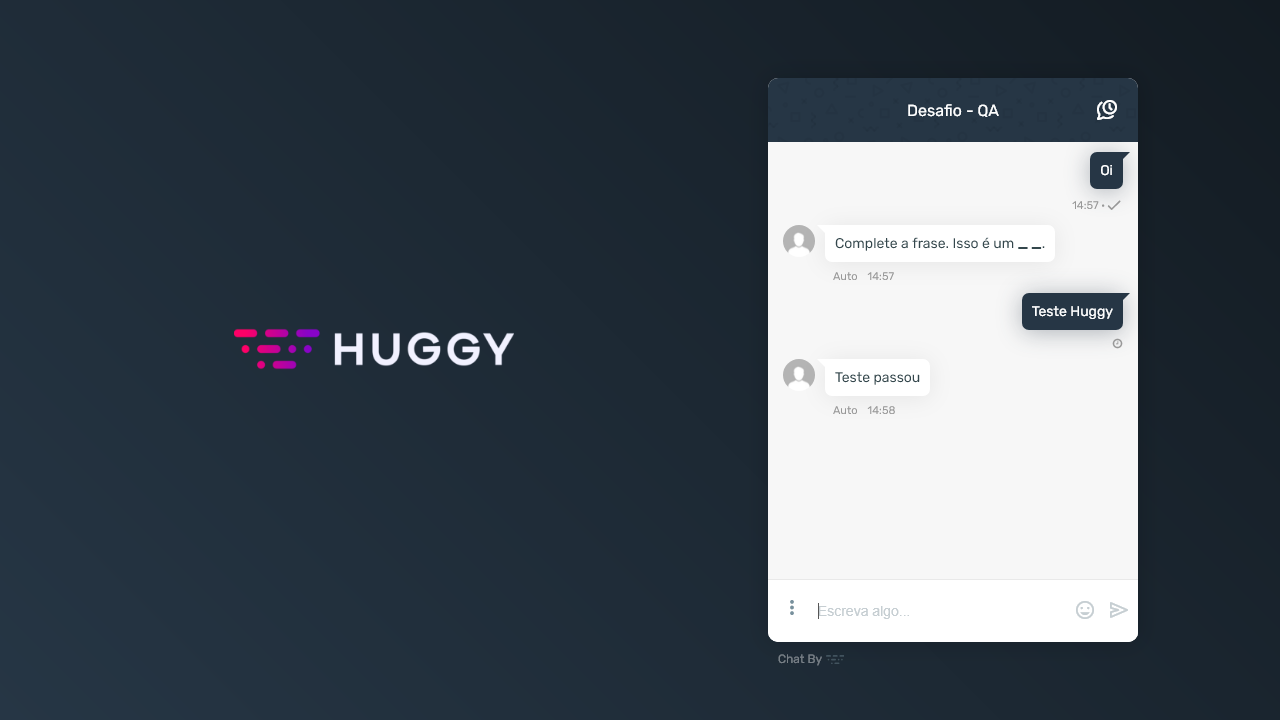 HUGGY
Desafio - QA
Oi
14:57 •
Complete a frase. Isso é um _ _.
Auto 14:57
Teste Huggy
Teste passou
Auto 14:58
Escreva algo...
Chat By